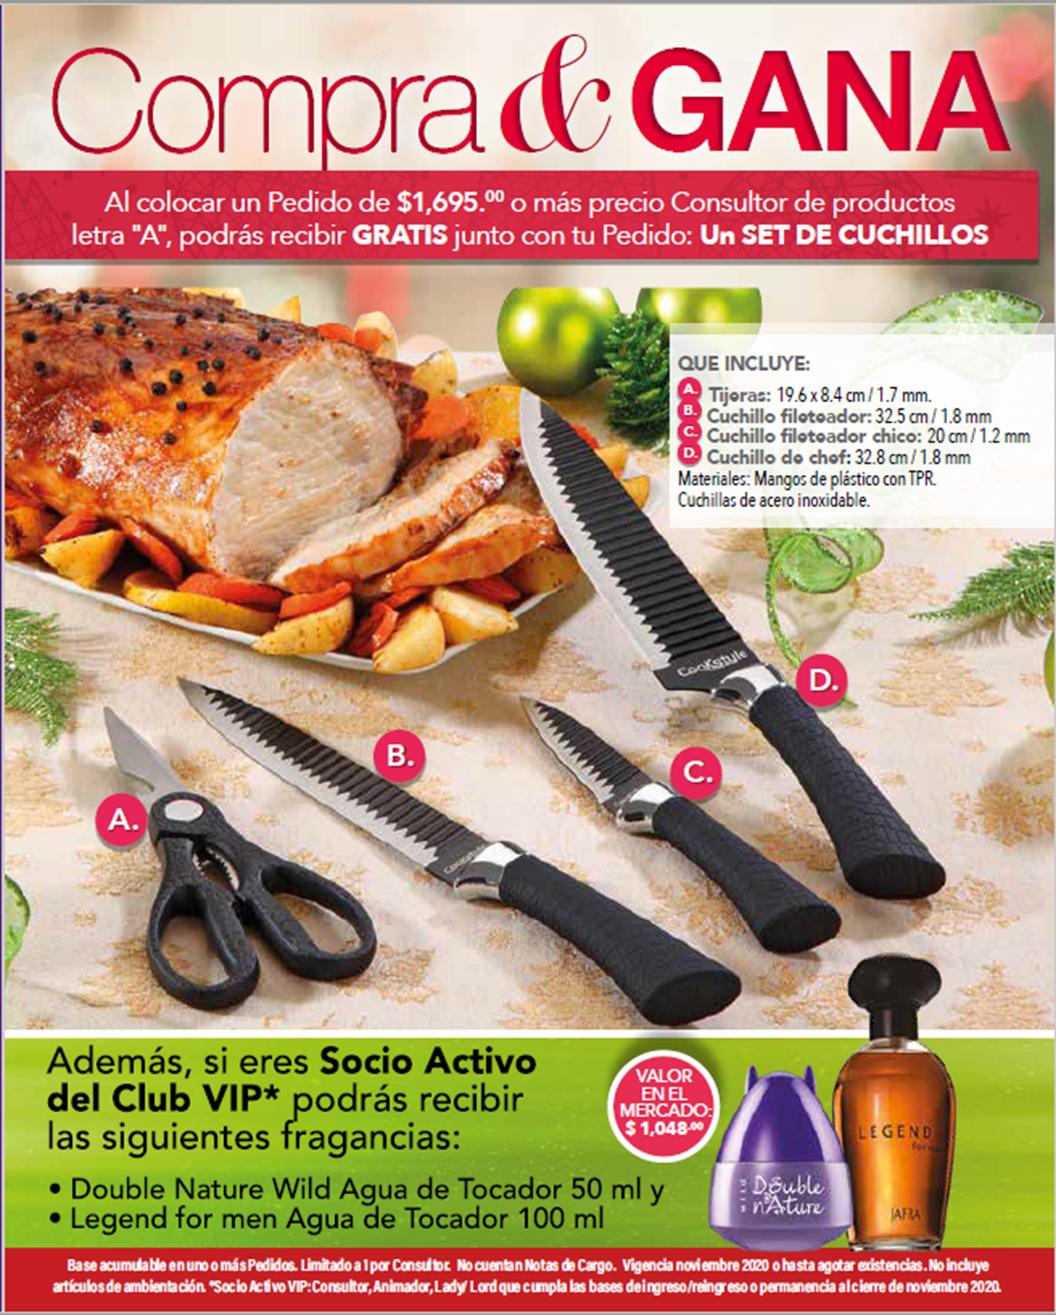 Compra & GANA
Al colocar un Pedido de $1,695.00 o más precio Consultor de productos
letra "A", podrás recibir GRATIS junto con tu Pedido: Un SET DE CUCHILLOS
QUE INCLUYE:
A. Tijeras: 19.6 x 8.4 cm / 1.7 mm.
B. Cuchillo fileteador: 32.5 cm / 1.8 mm
C. Cuchillo fileteador chico: 20 cm / 1.2 mm
D. Cuchillo de chef: 32.8 cm / 1.8 mm
Materiales: Mangos de plástico con TPR.
Cuchillas de acero inoxidable.
CooKstyle
D.
B.
C.
A.
CooKstyle
Además, si eres Socio Activo
del Club VIP* podrás recibir
las siguientes fragancias:
• Double Nature Wild Agua de Tocador 50 ml y
• Legend for men Agua de Tocador 100 ml
VALOR
EN EL
MERCADO:
$1,048.00
wild
Double
nAture
LEGEND
for
JAFRA
Base acumulable en uno o más Pedidos. Limitado a 1 por Consultor. No cuentan Notas de Cargo. Vigencia noviembre 2020 o hasta agotar existencias. No incluye
artículos de ambientación. *Socio Activo VIP: Consultor, Animador, Lady/ Lord que cumpla las bases de ingreso/reingreso o permanencia al cierre de noviembre 2020.